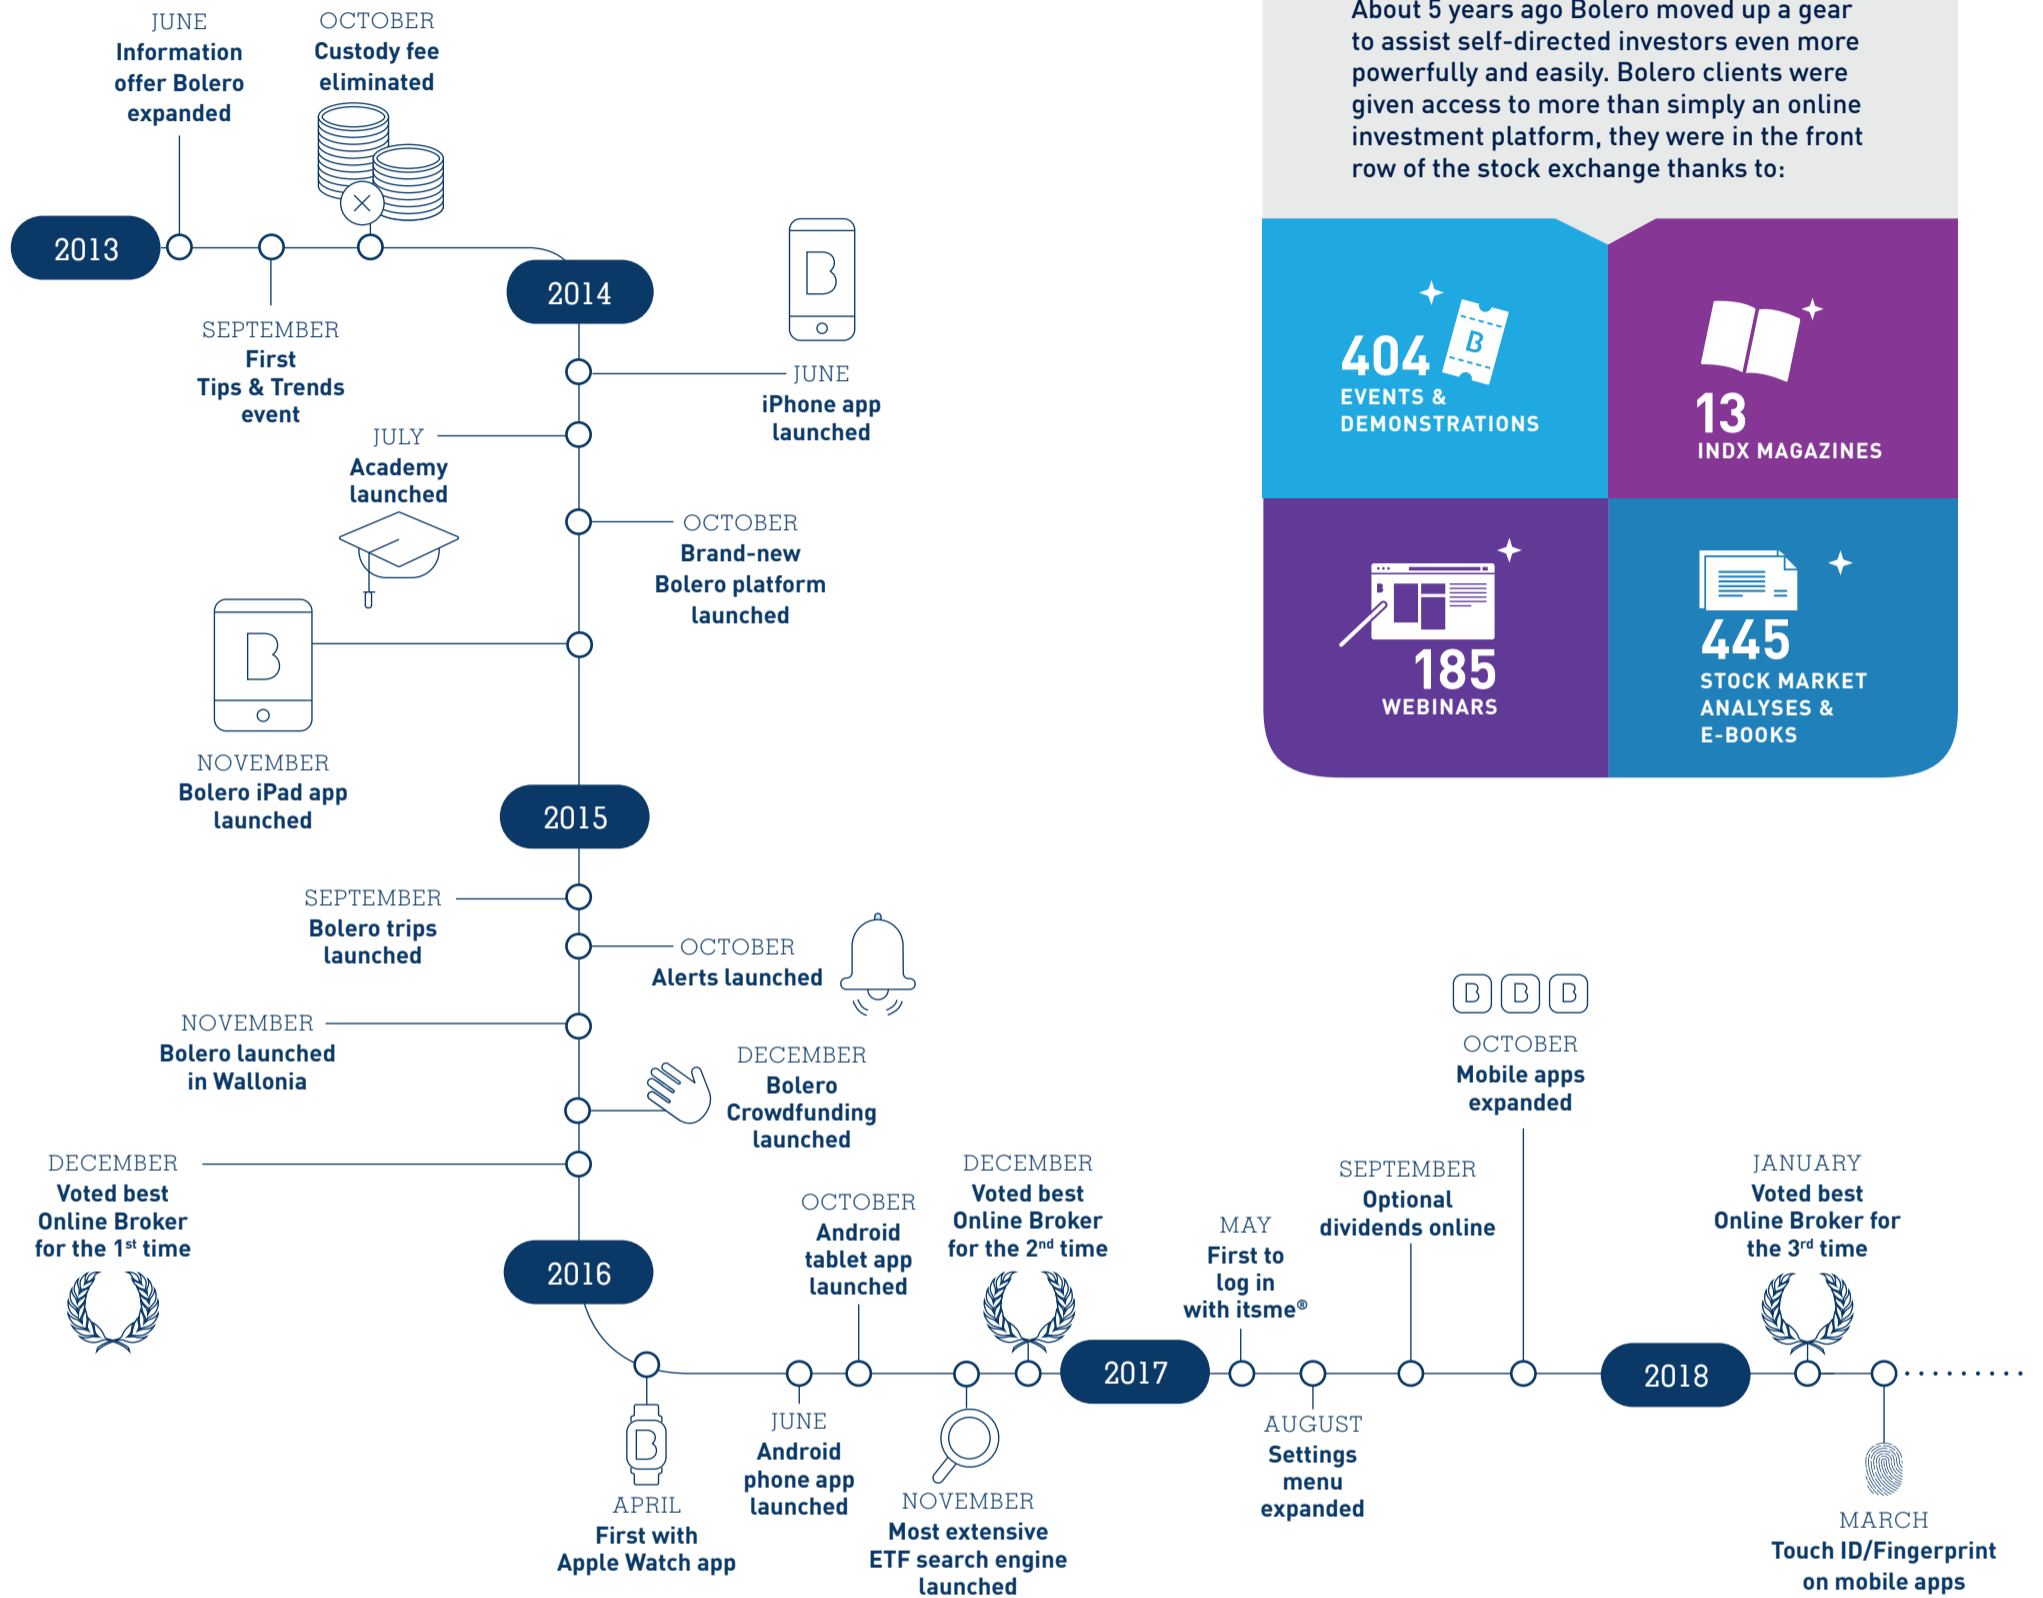 JUNE
Information
offer Bolero
expanded
OCTOBER
Custody fee
eliminated
2013
SEPTEMBER
First
Tips & Trends
event
2014
JUNE
iPhone app
launched
JULY
Academy
launched
OCTOBER
Brand-new
Bolero platform
launched
B
B
NOVEMBER
Bolero iPad app
launched
2015
SEPTEMBER
Bolero trips
launched
OCTOBER
Alerts launched
NOVEMBER
Bolero launched
in Wallonia
DECEMBER
Bolero
Crowdfunding
launched
DECEMBER
Voted best
Online Broker
for the 1st time
2016
B
APRIL
First with
Apple Watch app
JUNE
Android
phone app
launched
OCTOBER
Android
tablet app
launched
NOVEMBER
Most extensive
ETF search engine
launched
DECEMBER
Voted best
Online Broker
for the 2nd time
2017
MAY
First to
log in
with itsme®
AUGUST
Settings
menu
expanded
SEPTEMBER
Optional
dividends online
B B B
OCTOBER
Mobile apps
expanded
2018
JANUARY
Voted best
Online Broker for
the 3rd time
MARCH
Touch ID/Fingerprint
on mobile apps
About 5 years ago Bolero moved up a gear
to assist self-directed investors even more
powerfully and easily. Bolero clients were
given access to more than simply an online
investment platform, they were in the front
row of the stock exchange thanks to:
B
404
EVENTS &
DEMONSTRATIONS
13
INDX MAGAZINES
B
185
WEBINARS
445
STOCK MARKET
ANALYSES &
E-BOOKS